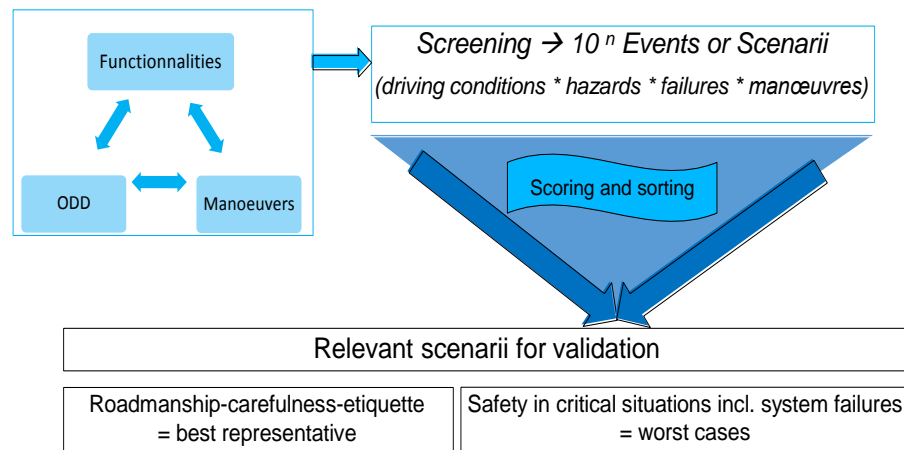 Functionnalities
ODD
Manoeuvers
Screening → 10 ⁿ Events or Scenarii
(driving conditions * hazards * failures * manœuvres)
Scoring and sorting
Relevant scenarii for validation
Roadmanship-carefulness-etiquette
= best representative
Safety in critical situations incl. system failures
= worst cases